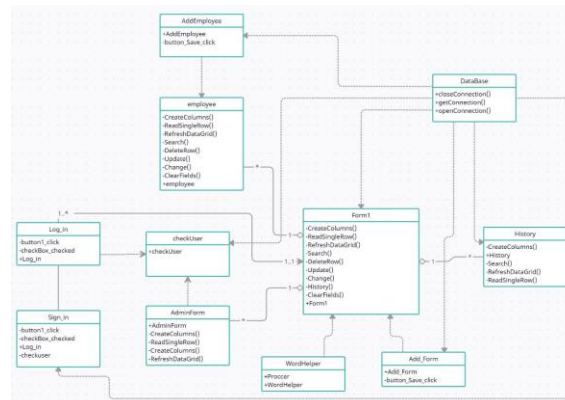 AddEmployee
+AddEmployee
-button_Save_click
DataBase
+closeConnection()
+getConnection()
+openConnection()
employee
-CreateColumns()
-ReadSingleRow()
-RefreshDataGrid()
-Search()
-DeleteRow()
-Update()
-Change()
-ClearFields()
+employee
*
1
Form1
-CreateColumns()
-ReadSingleRow()
-RefreshDataGrid()
-Search()
-DeleteRow()
-Update()
-Change()
-History()
-ClearFields()
+Form1
1..*
1..1
Log_in
-button1_click
-checkBox_checked
+Log_in
checkUser
+checkUser
History
-CreateColumns()
+History
-Search()
-RefreshDataGrid()
-ReadSingleRow()
1
*
AdminForm
+AdminForm
-CreateColumns()
-ReadSingleRow()
-CreateColumns()
-RefreshDataGrid()
*
1
Sign_in
-button1_click
-checkBox_checked
+Log_in
-checkuser
WordHelper
+Proccer
+WordHelper
Add_Form
+Add_Form
-button_Save_click